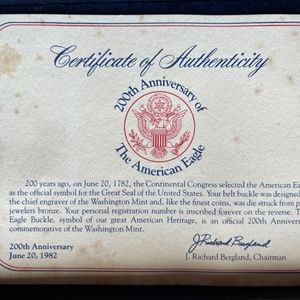 Certificate of Authenticity
200th Anniversary of
The American Eagle
200 years ago, on June 20, 1782, the Continental Congress selected the American Ea
as the official symbol for the Great Seal of the United States. Your belt buckle was designed
the chief engraver of the Washington Mint and, like the finest coins, was die struck from p
jewelers bronze. Your personal registration number is inscribed forever on the reverse. T
Eagle Buckle, symbol of our great American Heritage, is an official 200th Annivers
commemorative of the Washington Mint.
200th Anniversary
June 20, 1982
J. Richard Bergland
J. Richard Bergland, Chairman